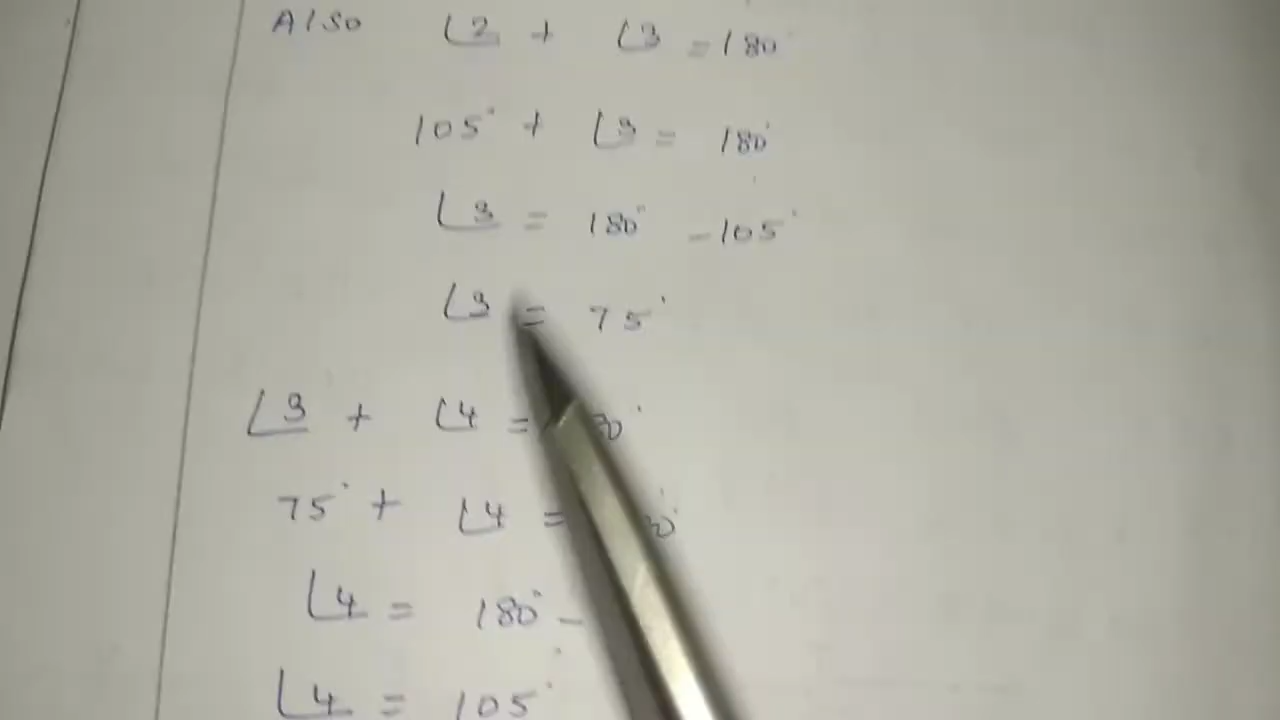 Also ∠2 + ∠3 = 180°
105° + ∠3 = 180°
∠3 = 180° - 105°
∠3 = 75°
∠3 + ∠4 =
75° + ∠4 =
∠4 = 180° -
∠4 = 105°